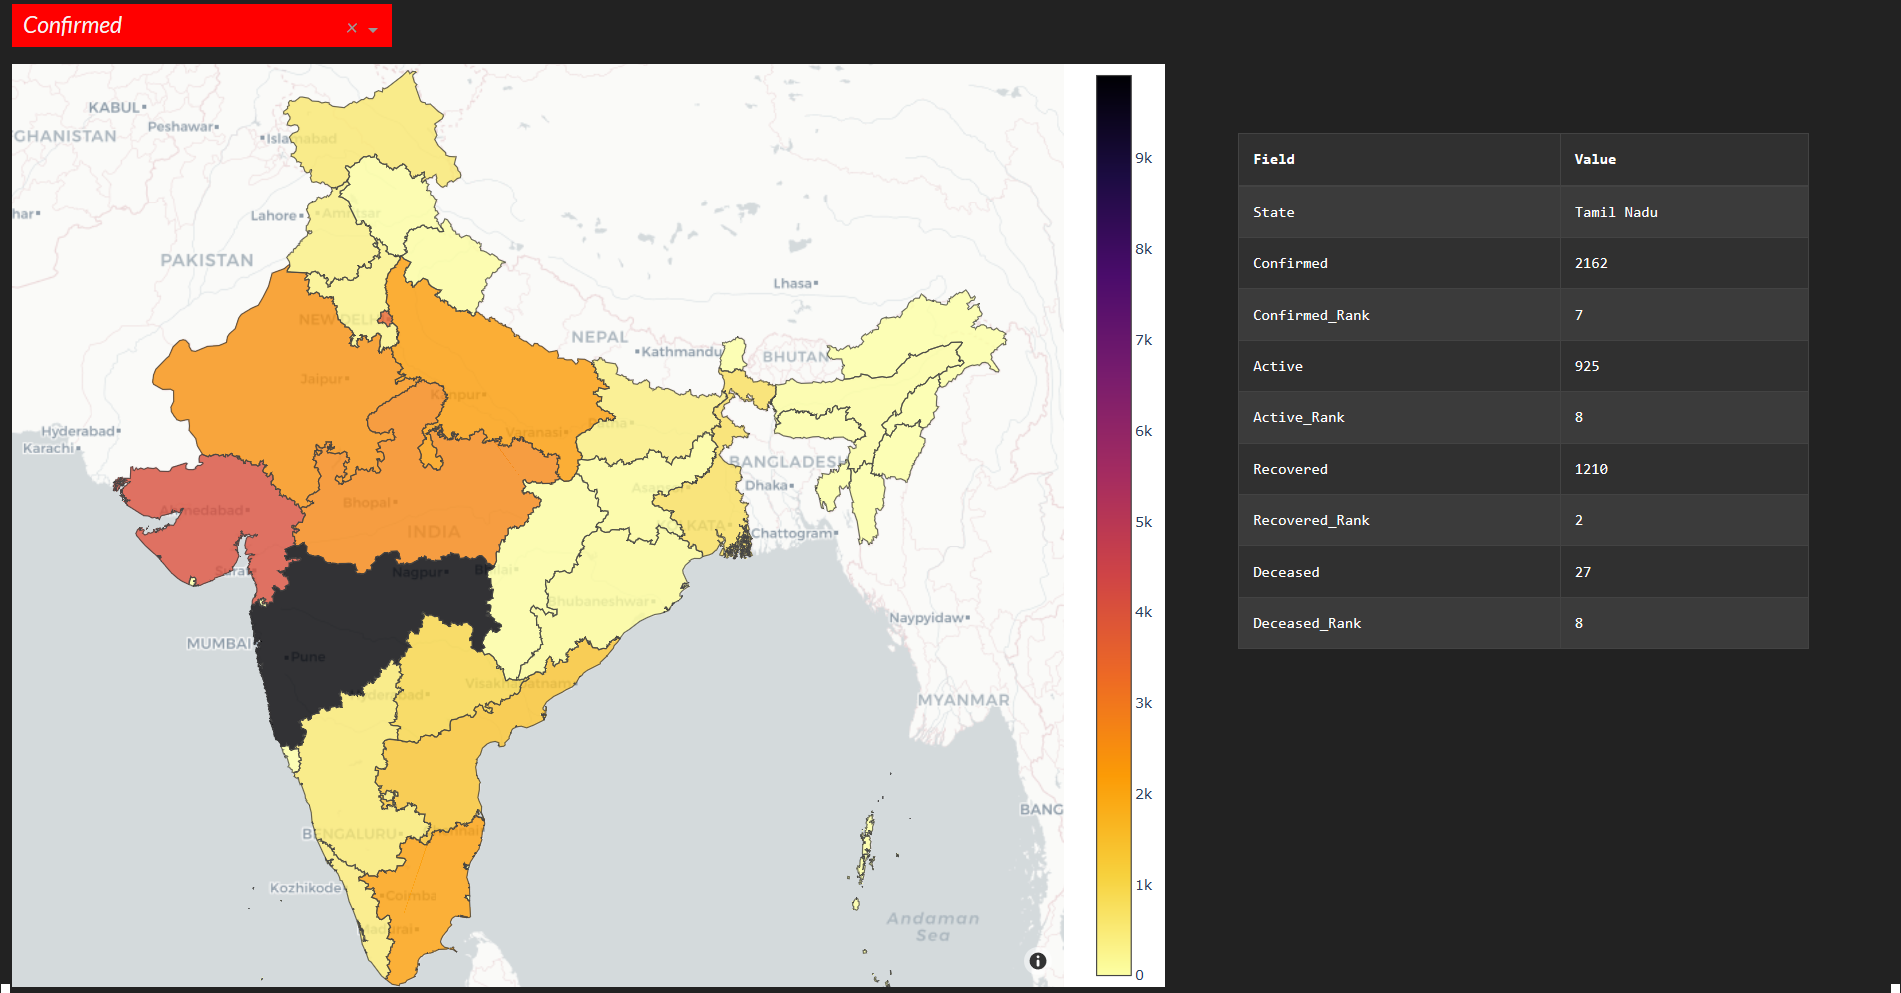 Confirmed × 
KABUL
GHANISTAN
Peshawar
Islamabad
har
Lahore
Amritsar
PAKISTAN
Lhasa
NEW DELHI
NEPAL
Kathmandu
BHUTAN
Jaipur
Kanpur
Hyderabad
Karachi
Varanasi
Patna
BANGLADESH
Asansol
Dhaka
Ahmedabad
Bhopal
INDIA
KOLKATA
Chattogram
Surat
Nagpur
Bhilai
Bhubaneshwar
Naypyidaw
MUMBAI
Pune
Hyderabad
Visakhapatnam
MYANMAR
BANG
BENGALURU
Chennai
Kozhikode
Coimba
Madurai
Andaman
Sea
9k
8k
7k
6k
5k
4k
3k
2k
1k
0
Field Value
State Tamil Nadu
Confirmed 2162
Confirmed_Rank 7
Active 925
Active_Rank 8
Recovered 1210
Recovered_Rank 2
Deceased 27
Deceased_Rank 8